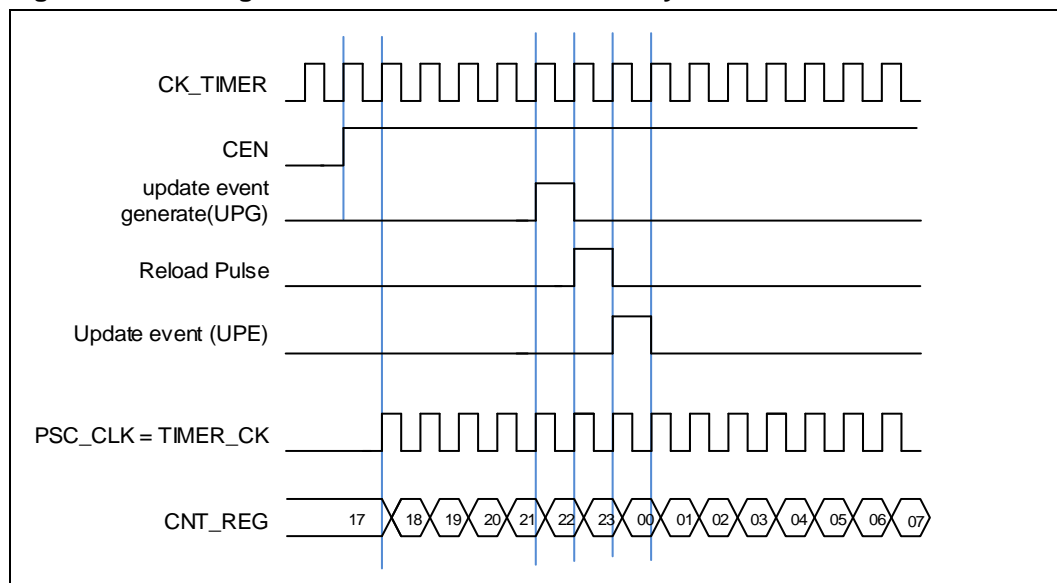 CK_TIMER
CEN
update event
generate(UPG)
Reload Pulse
Update event (UPE)
PSC_CLK = TIMER_CK
CNT_REG 17 18 19 20 21 22 23 00 01 02 03 04 05 06 07